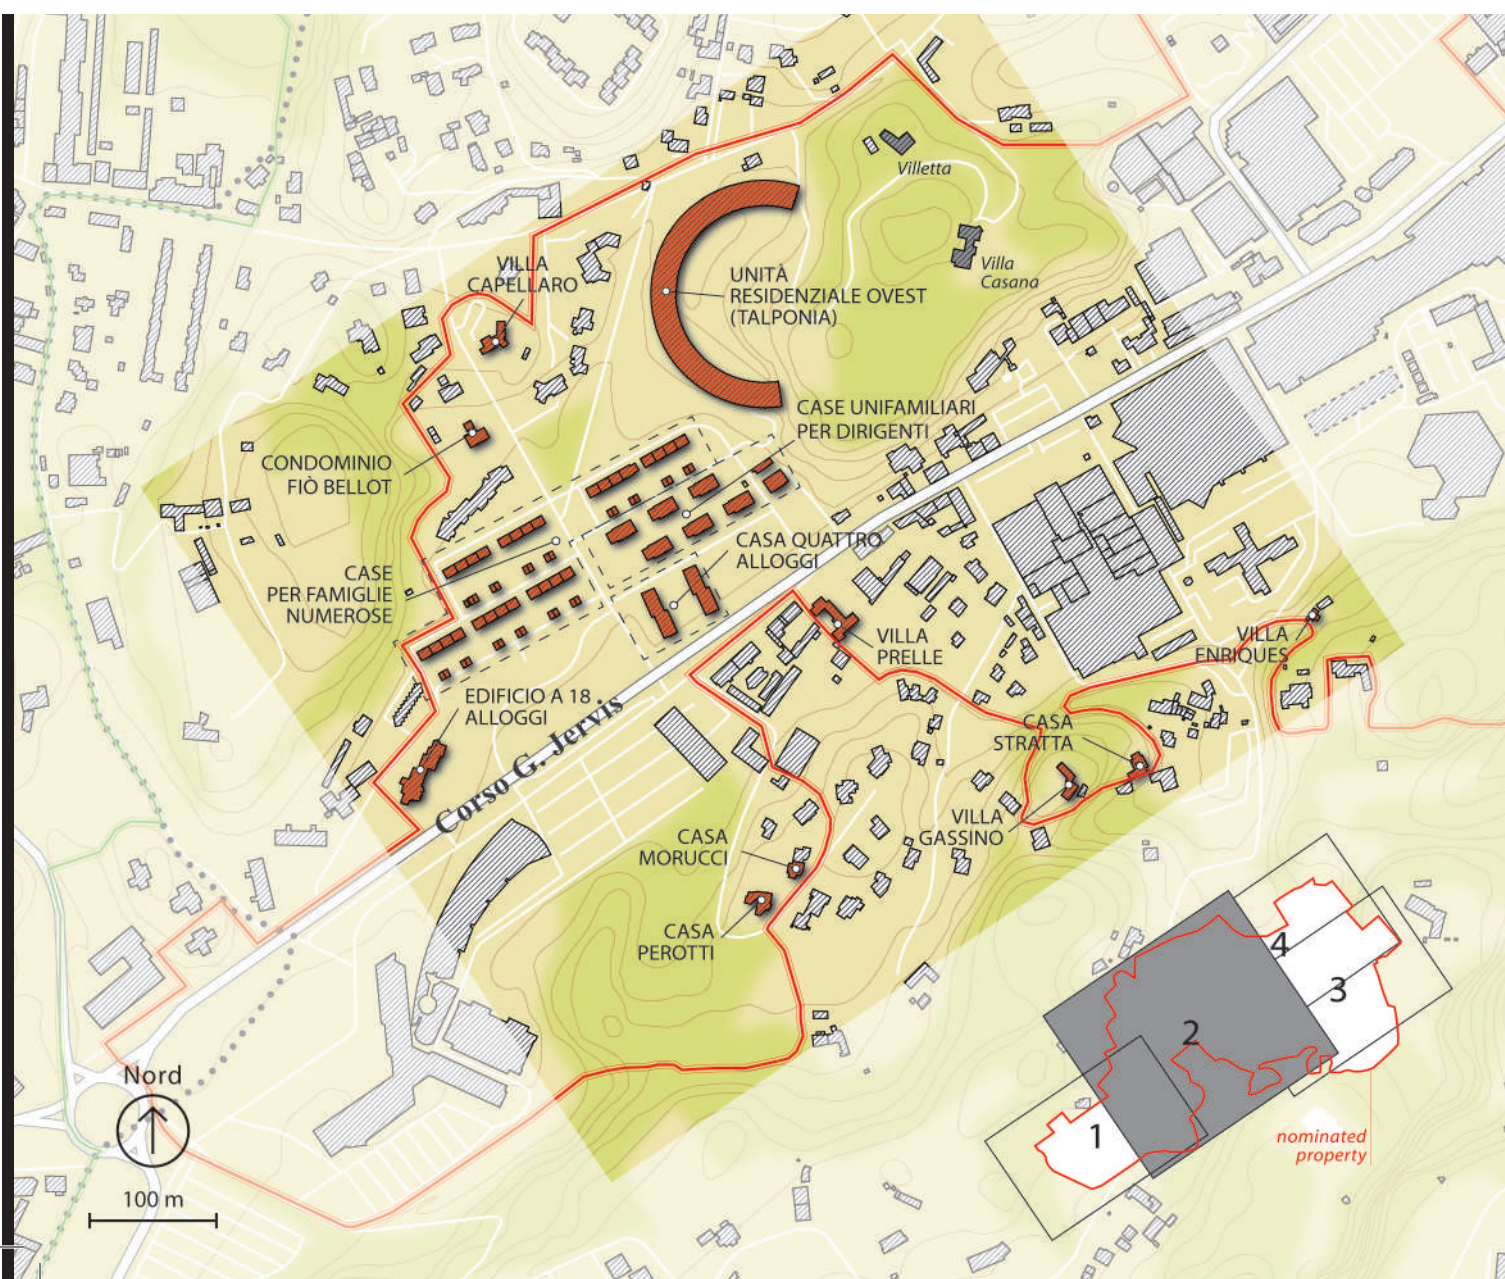 Villetta
VILLA
CAPELLARO
UNITÀ
RESIDENZIALE OVEST
(TALPONIA)
Villa
Casana
CASE UNIFAMILIARI
PER DIRIGENTI
CONDOMINIO
FIÒ BELLOT
CASA QUATTRO
ALLOGGI
CASE
PER FAMIGLIE
NUMEROSE
VILLA
PRELLE
VILLA
ENRIQUES
EDIFICIO A 18
ALLOGGI
Corso G. Jervis
CASA
STRATTA
VILLA
GASSINO
CASA
MORUCCI
CASA
PEROTTI
4
3
2
1
nominated
property
Nord
100 m